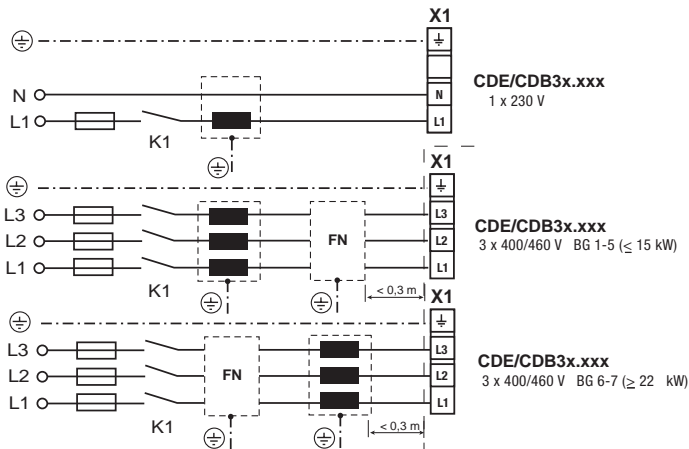 X1
N
L1
K1
N
L1
CDE/CDB3x.xxx
1 x 230 V
X1
L3
L2
L1
K1
FN
< 0,3 m
L3
L2
L1
CDE/CDB3x.xxx
3 x 400/460 V BG 1-5 (≤ 15 kW)
X1
L3
L2
L1
K1
FN
< 0,3 m
L3
L2
L1
CDE/CDB3x.xxx
3 x 400/460 V BG 6-7 (≥ 22 kW)